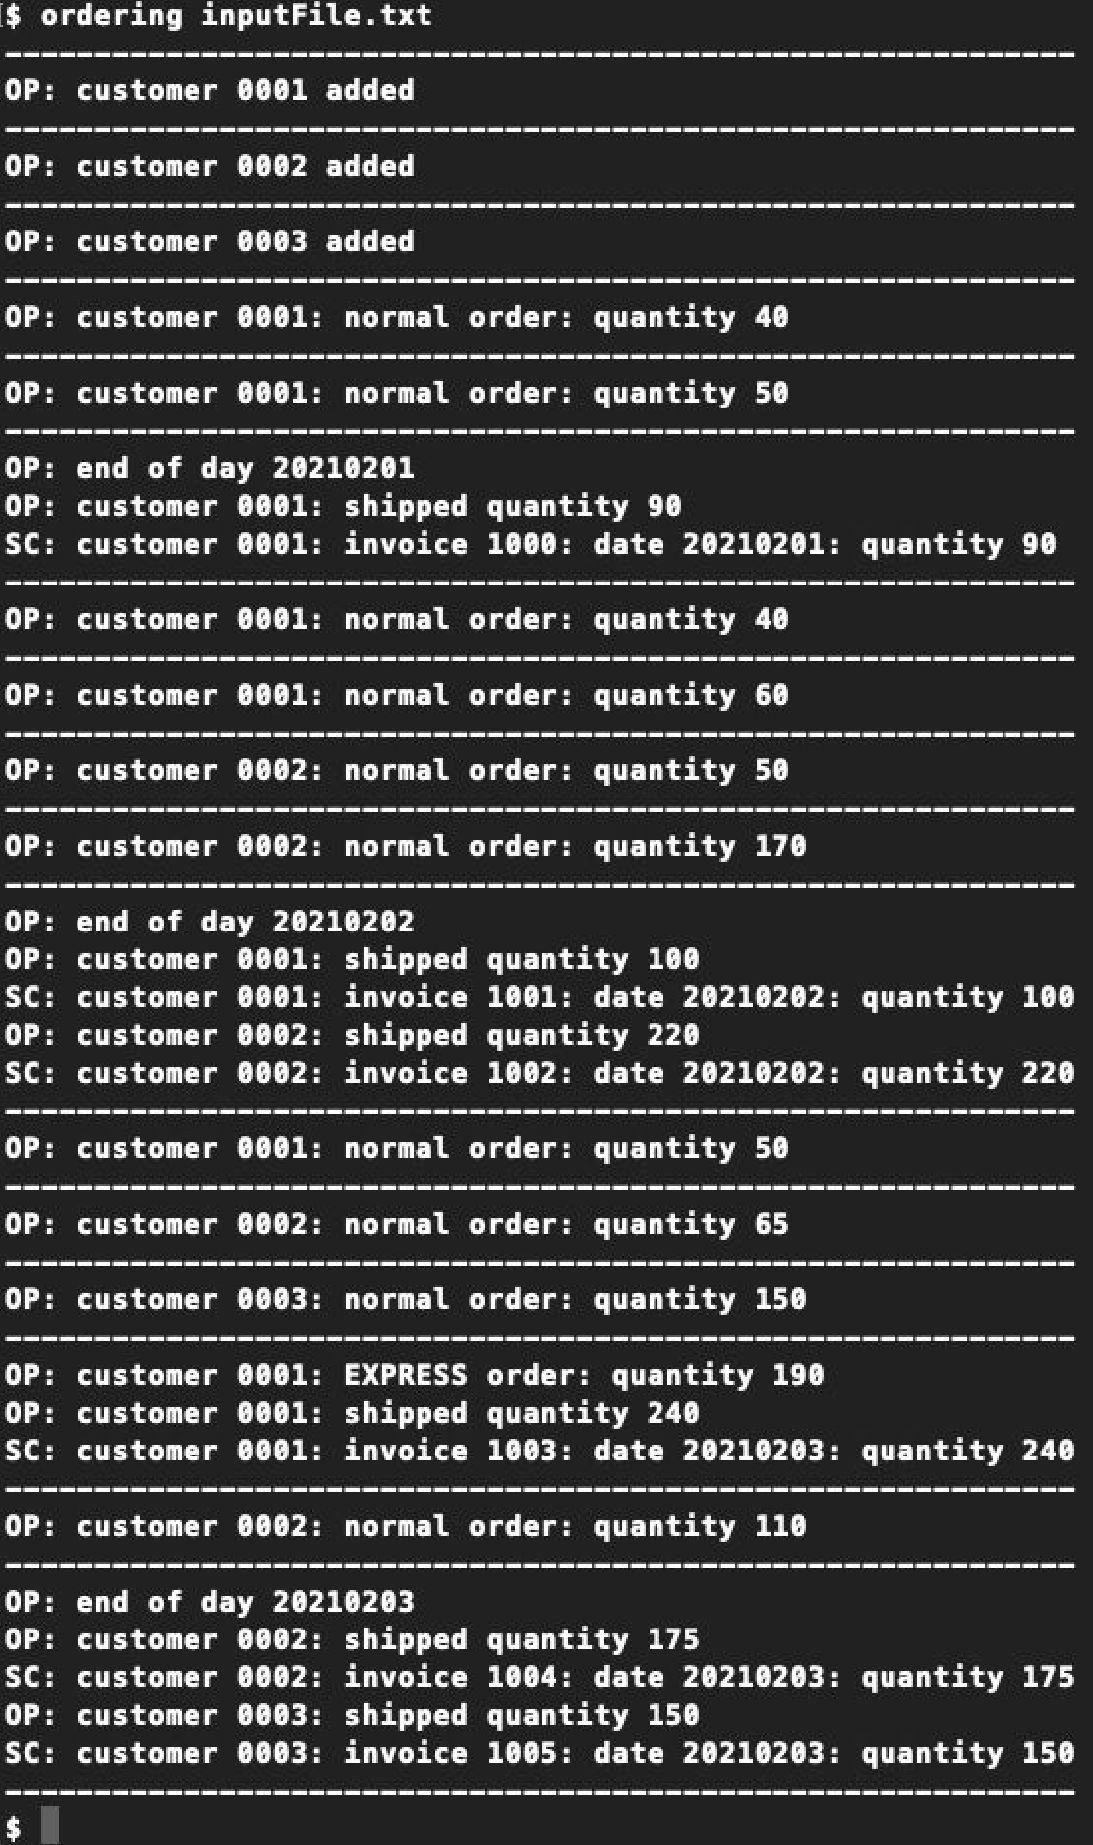 $ ordering inputFile.txt
------------------------------------------------------------
OP: customer 0001 added
------------------------------------------------------------
OP: customer 0002 added
------------------------------------------------------------
OP: customer 0003 added
------------------------------------------------------------
OP: customer 0001: normal order: quantity 40
------------------------------------------------------------
OP: customer 0001: normal order: quantity 50
------------------------------------------------------------
OP: end of day 20210201
OP: customer 0001: shipped quantity 90
SC: customer 0001: invoice 1000: date 20210201: quantity 90
------------------------------------------------------------
OP: customer 0001: normal order: quantity 40
------------------------------------------------------------
OP: customer 0001: normal order: quantity 60
------------------------------------------------------------
OP: customer 0002: normal order: quantity 50
------------------------------------------------------------
OP: customer 0002: normal order: quantity 170
------------------------------------------------------------
OP: end of day 20210202
OP: customer 0001: shipped quantity 100
SC: customer 0001: invoice 1001: date 20210202: quantity 100
OP: customer 0002: shipped quantity 220
SC: customer 0002: invoice 1002: date 20210202: quantity 220
------------------------------------------------------------
OP: customer 0001: normal order: quantity 50
------------------------------------------------------------
OP: customer 0002: normal order: quantity 65
------------------------------------------------------------
OP: customer 0003: normal order: quantity 150
------------------------------------------------------------
OP: customer 0001: EXPRESS order: quantity 190
OP: customer 0001: shipped quantity 240
SC: customer 0001: invoice 1003: date 20210203: quantity 240
------------------------------------------------------------
OP: customer 0002: normal order: quantity 110
------------------------------------------------------------
OP: end of day 20210203
OP: customer 0002: shipped quantity 175
SC: customer 0002: invoice 1004: date 20210203: quantity 175
OP: customer 0003: shipped quantity 150
SC: customer 0003: invoice 1005: date 20210203: quantity 150
------------------------------------------------------------
$